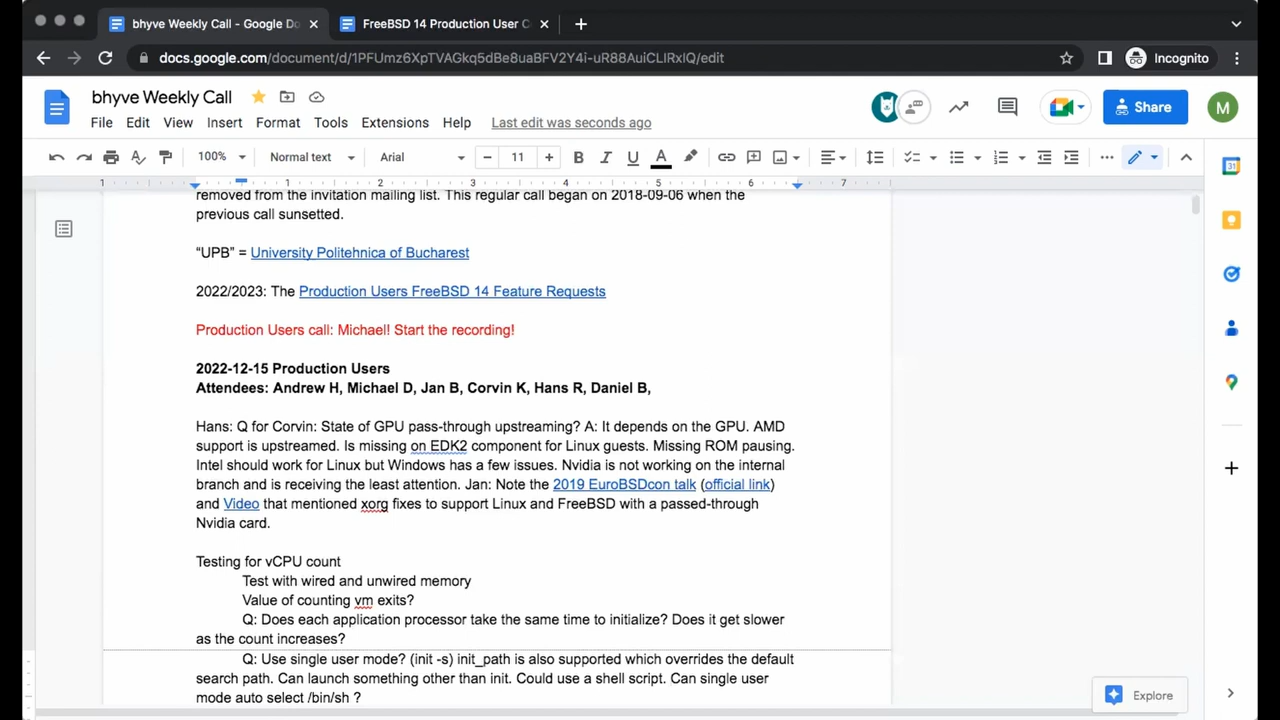 bhyve Weekly Call - Google Do
FreeBSD 14 Production User C
docs.google.com/document/d/1PFUmz6XpTVAGkq5dBe8uaBFV2Y4i-uR88AuiCLIRxIQ/edit
Incognito
bhyve Weekly Call
File Edit View Insert Format Tools Extensions Help Last edit was seconds ago
Share
M
100% Normal text Arial 11 B I U A
1 1 2 3 4 5 6 7
removed from the invitation mailing list. This regular call began on 2018-09-06 when the
previous call sunsetted.
“UPB” = University Politehnica of Bucharest
2022/2023: The Production Users FreeBSD 14 Feature Requests
Production Users call: Michael! Start the recording!
2022-12-15 Production Users
Attendees: Andrew H, Michael D, Jan B, Corvin K, Hans R, Daniel B,
Hans: Q for Corvin: State of GPU pass-through upstreaming? A: It depends on the GPU. AMD
support is upstreamed. Is missing on EDK2 component for Linux guests. Missing ROM pausing.
Intel should work for Linux but Windows has a few issues. Nvidia is not working on the internal
branch and is receiving the least attention. Jan: Note the 2019 EuroBSDcon talk (official link)
and Video that mentioned xorg fixes to support Linux and FreeBSD with a passed-through
Nvidia card.
Testing for vCPU count
Test with wired and unwired memory
Value of counting vm exits?
Q: Does each application processor take the same time to initialize? Does it get slower
as the count increases?
Q: Use single user mode? (init -s) init_path is also supported which overrides the default
search path. Can launch something other than init. Could use a shell script. Can single user
mode auto select /bin/sh ?
Explore
31